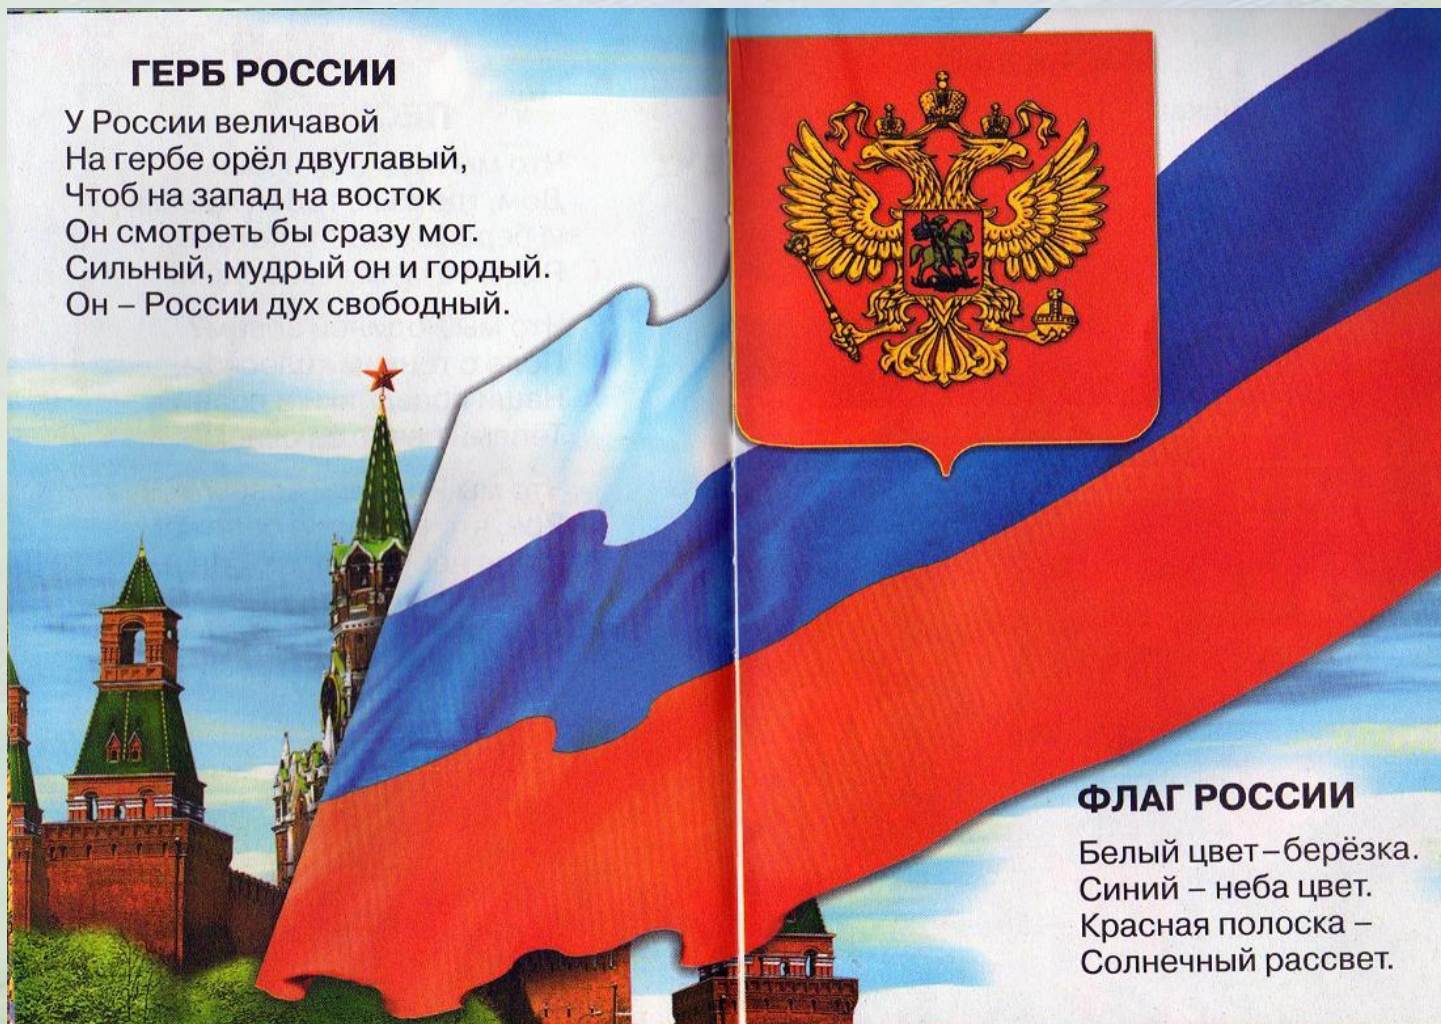 ГЕРБ РОССИИ
У России величавой
На гербе орёл двуглавый,
Чтоб на запад на восток
Он смотреть бы сразу мог.
Сильный, мудрый он и гордый.
Он – России дух свободный.
ФЛАГ РОССИИ
Белый цвет – берёзка.
Синий – неба цвет.
Красная полоска –
Солнечный рассвет.